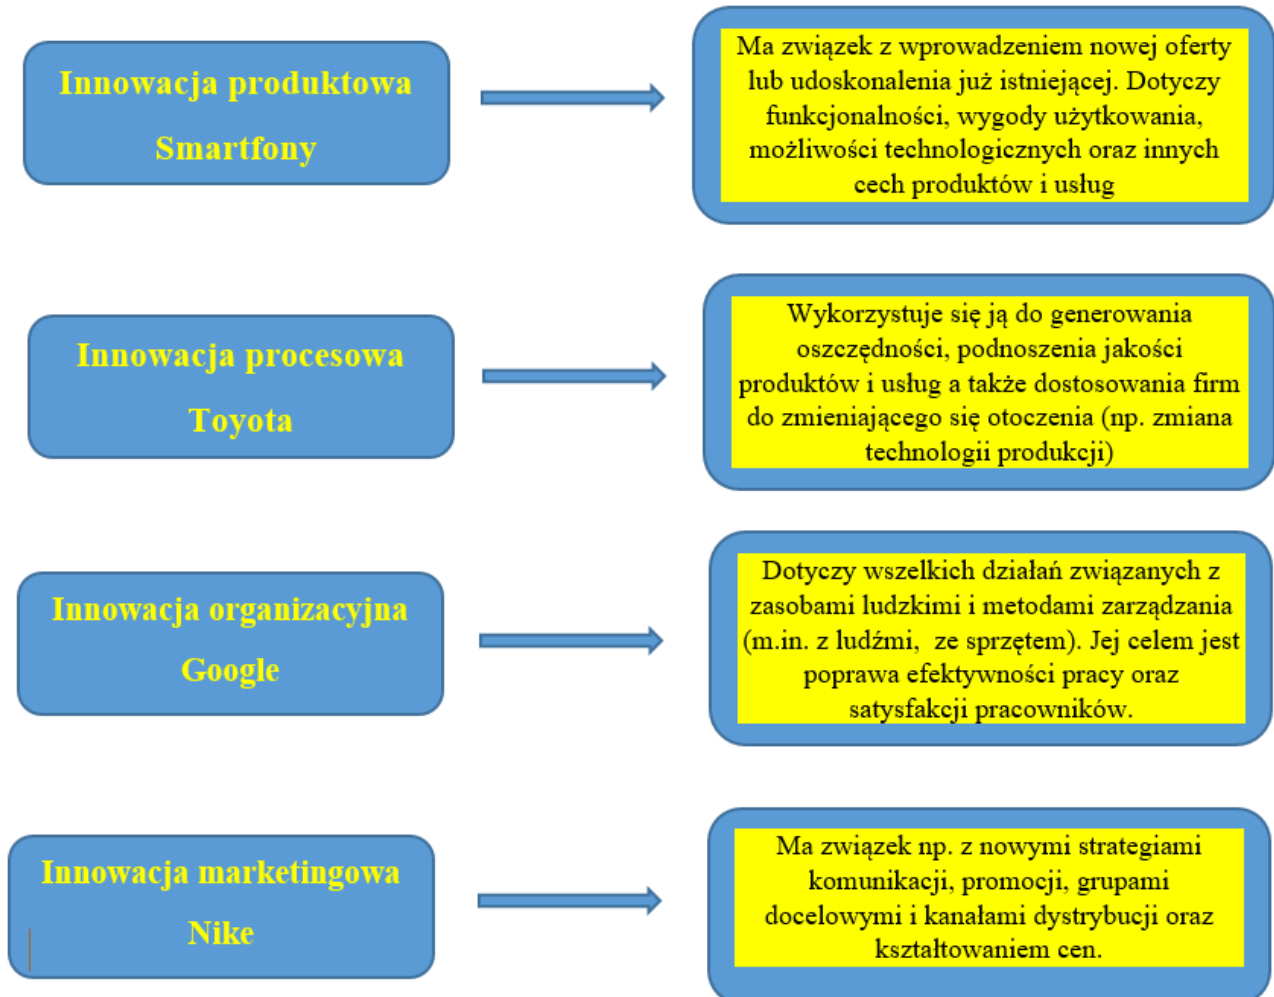 Innowacja produktowa
Smartfony
Ma związek z wprowadzeniem nowej oferty
lub udoskonalenia już istniejącej. Dotyczy
funkcjonalności, wygody użytkowania,
możliwości technologicznych oraz innych
cech produktów i usług
Innowacja procesowa
Toyota
Wykorzystuje się ją do generowania
oszczędności, podnoszenia jakości
produktów i usług a także dostosowania firm
do zmieniającego się otoczenia (np. zmiana
technologii produkcji)
Innowacja organizacyjna
Google
Dotyczy wszelkich działań związanych z
zasobami ludzkimi i metodami zarządzania
(m.in. z ludźmi,  ze sprzętem). Jej celem jest
poprawa efektywności pracy oraz
satysfakcji pracowników.
Innowacja marketingowa
Nike
Ma związek np. z nowymi strategiami
komunikacji, promocji, grupami
docelowymi i kanałami dystrybucji oraz
kształtowaniem cen.